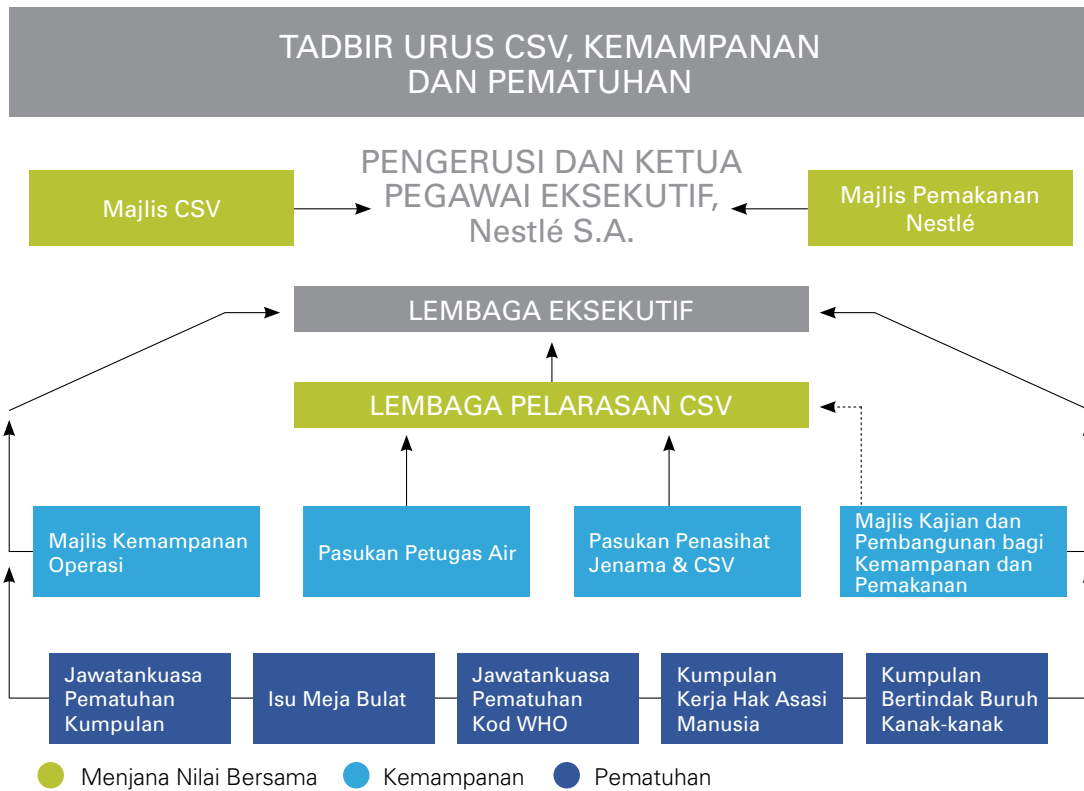 TADBIR URUS CSV, KEMAMPANAN
DAN PEMATUHAN
PENGERUSI DAN KETUA
PEGAWAI EKSEKUTIF,
Nestlé S.A.
Majlis CSV
Majlis Pemakanan
Nestlé
LEMBAGA EKSEKUTIF
LEMBAGA PELARASAN CSV
Majlis Kemampanan
Operasi
Pasukan Petugas Air
Pasukan Penasihat
Jenama & CSV
Majlis Kajian dan
Pembangunan bagi
Kemampanan dan
Pemakanan
Jawatankuasa
Pematuhan
Kumpulan
Isu Meja Bulat
Jawatankuasa
Pematuhan
Kod WHO
Kumpulan
Kerja Hak Asasi
Manusia
Kumpulan
Bertindak Buruh
Kanak-kanak
Menjana Nilai Bersama
Kemampanan
Pematuhan